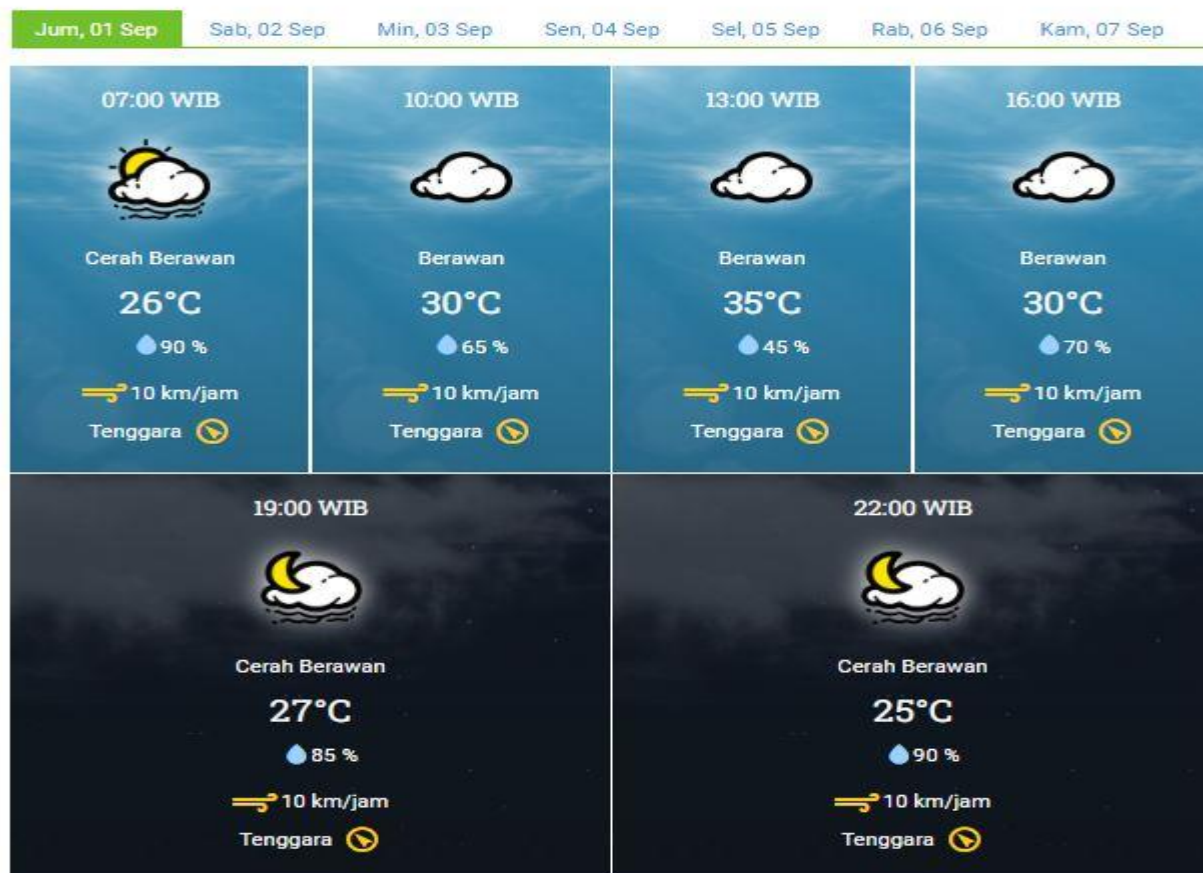 Jum, 01 Sep Sab, 02 Sep Min, 03 Sep Sen, 04 Sep Sel, 05 Sep Rab, 06 Sep Kam, 07 Sep
07:00 WIB
Cerah Berawan
26°C
90 %
10 km/jam
Tenggara
10:00 WIB
Berawan
30°C
65 %
10 km/jam
Tenggara
13:00 WIB
Berawan
35°C
45 %
10 km/jam
Tenggara
16:00 WIB
Berawan
30°C
70 %
10 km/jam
Tenggara
19:00 WIB
Cerah Berawan
27°C
85 %
10 km/jam
Tenggara
22:00 WIB
Cerah Berawan
25°C
90 %
10 km/jam
Tenggara